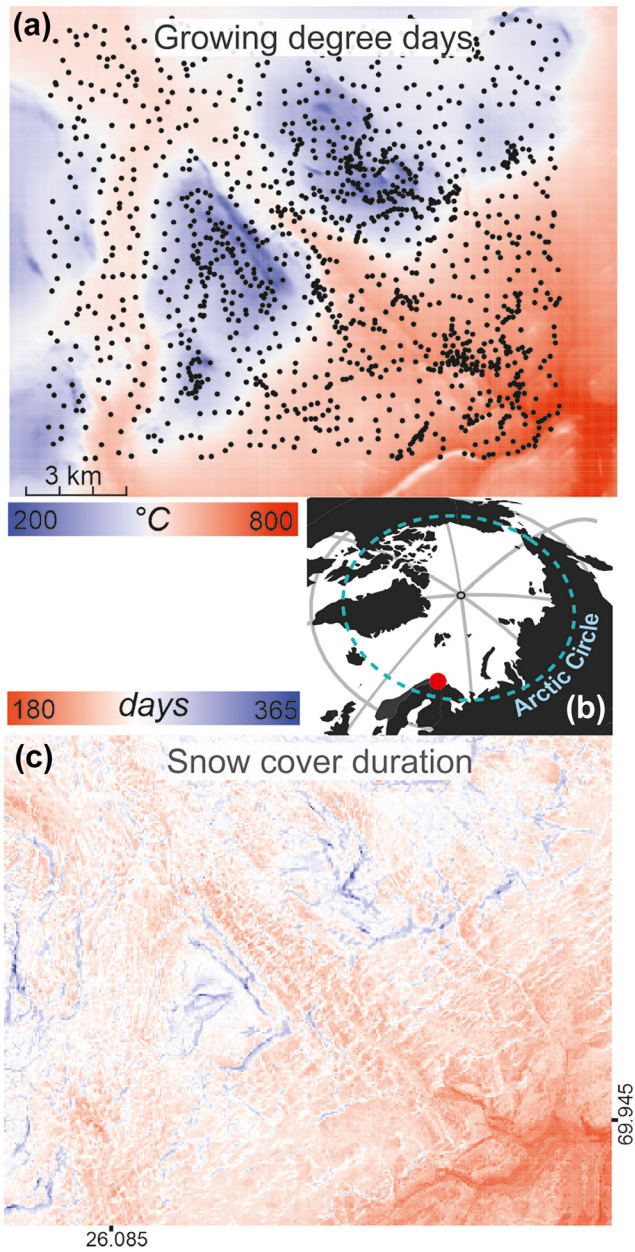 (a)
Growing degree days
3 km
200 °C 800
Arctic Circle
(b)
180 days 365
(c)
Snow cover duration
69.945
26.085